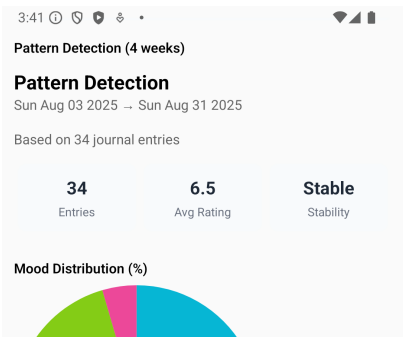 3:41
Pattern Detection (4 weeks)
Pattern Detection
Sun Aug 03 2025 → Sun Aug 31 2025
Based on 34 journal entries
34 6.5 Stable
Entries Avg Rating Stability
Mood Distribution (%)